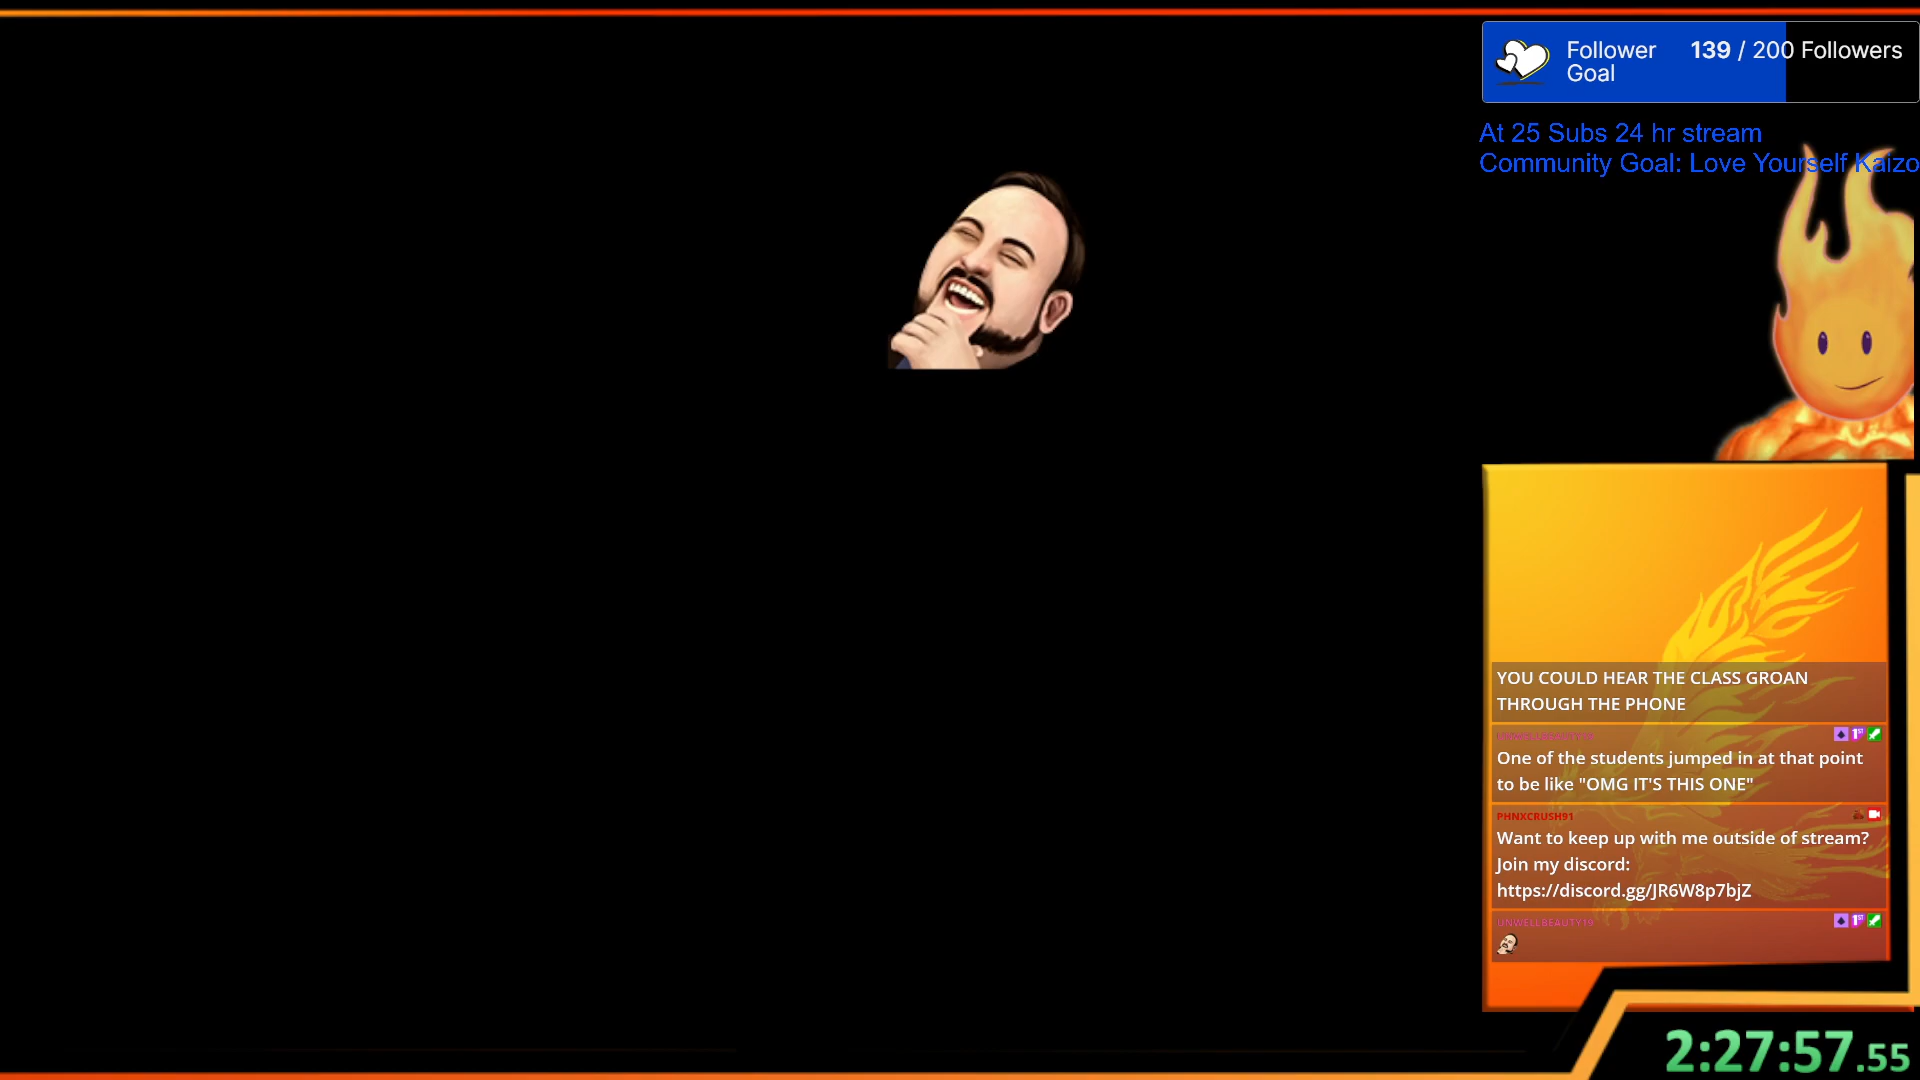 Follower Goal
139 / 200 Followers
At 25 Subs 24 hr stream
Community Goal: Love Yourself Kaizo
YOU COULD HEAR THE CLASS GROAN
THROUGH THE PHONE
One of the students jumped in at that point
to be like "OMG IT'S THIS ONE"
PHNXCRUSH91
Want to keep up with me outside of stream?
Join my discord:
https://discord.gg/JR6W8p7bjZ
UNWELLBEAUTY19
2:27:57.55